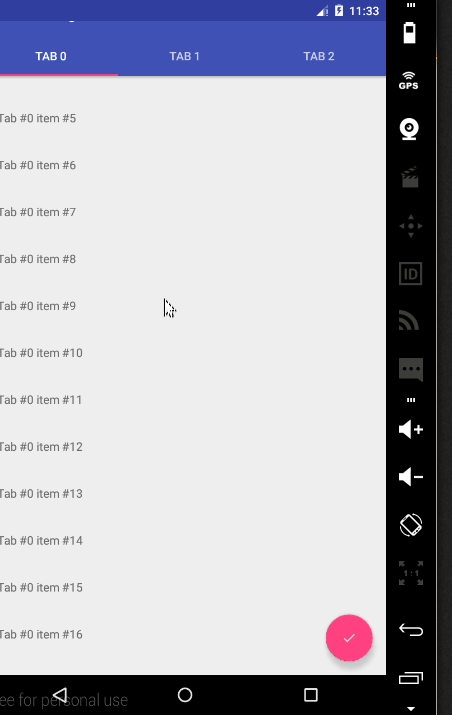 11:33
TAB 0 TAB 1 TAB 2
GPS
Tab #0 item #5
Tab #0 item #6
Tab #0 item #7
Tab #0 item #8
ID
Tab #0 item #9
Tab #0 item #10
Tab #0 item #11
Tab #0 item #12
Tab #0 item #13
Tab #0 item #14
1:1
Tab #0 item #15
Tab #0 item #16
ee for personal use